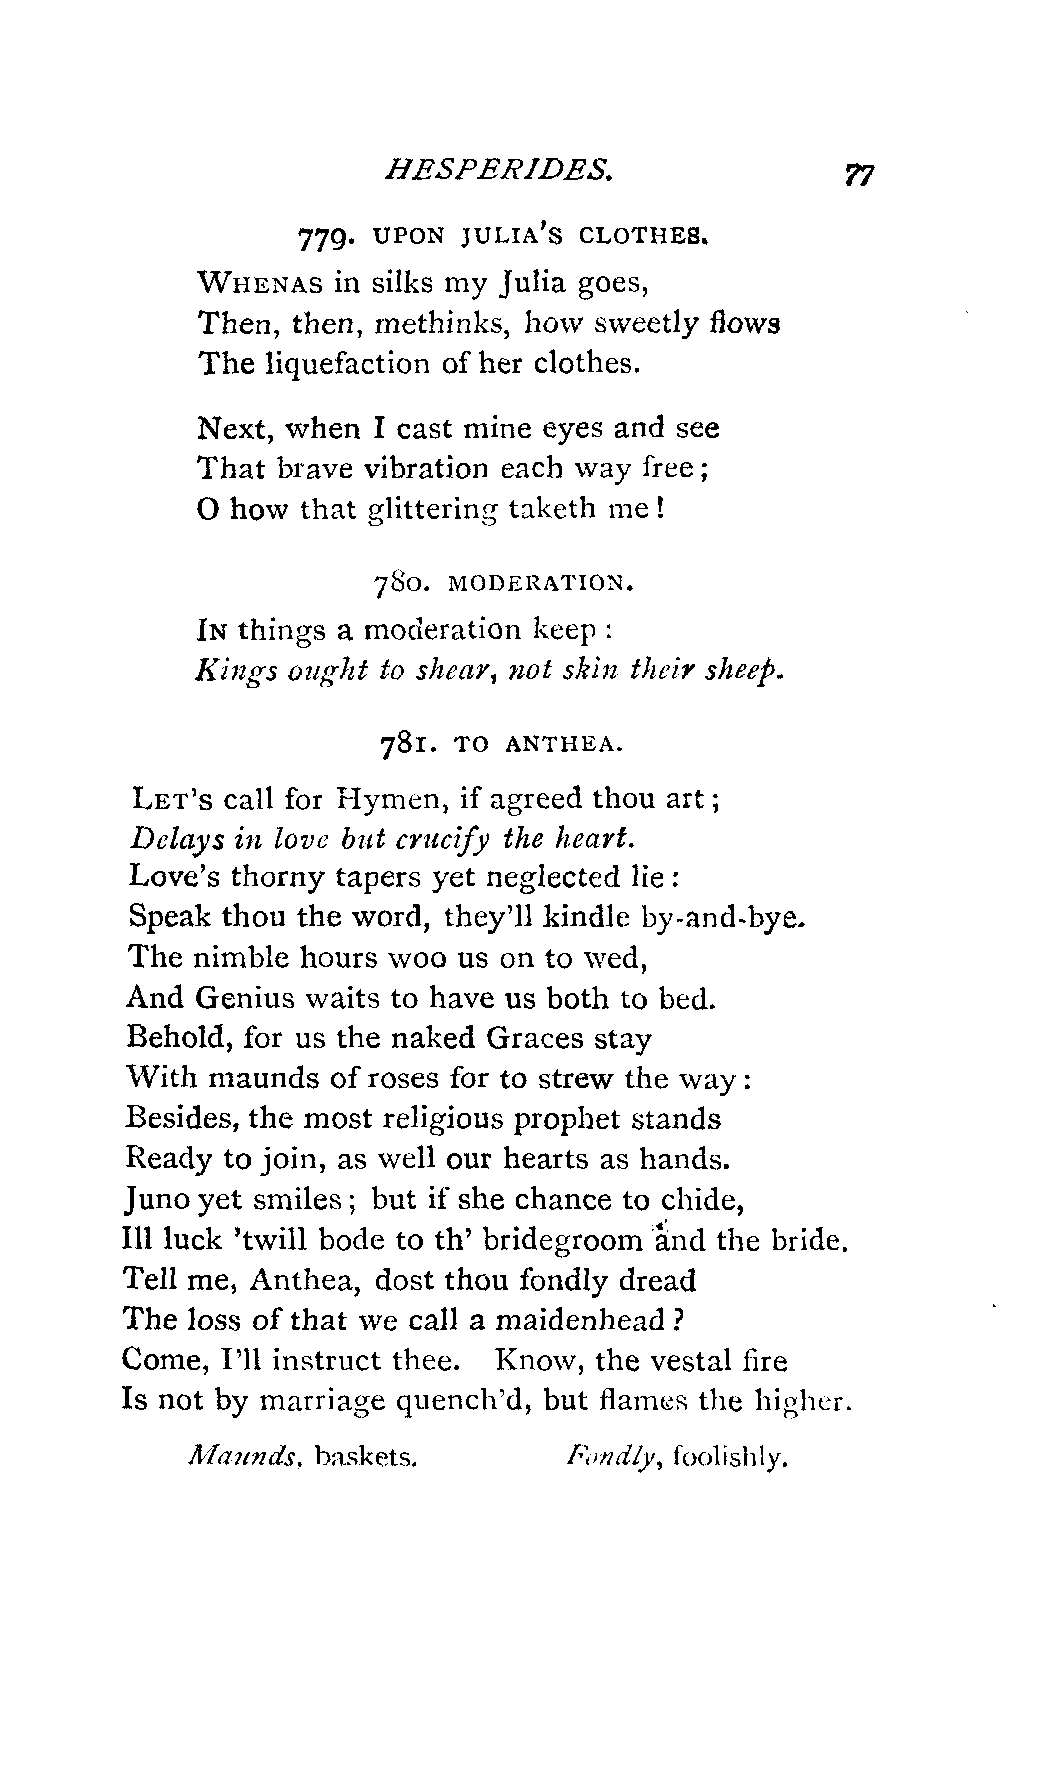 HESPERIDES. 77
779. UPON JULIA'S CLOTHES.
WHENAS in silks my Julia goes,
Then, then, methinks, how sweetly flows
The liquefaction of her clothes.
Next, when I cast mine eyes and see
That brave vibration each way free;
O how that glittering taketh me!
780. MODERATION.
IN things a moderation keep:
Kings ought to shear, not skin their sheep.
781. TO ANTHEA.
LET'S call for Hymen, if agreed thou art;
Delays in love but crucify the heart.
Love's thorny tapers yet neglected lie:
Speak thou the word, they'll kindle by-and-bye.
The nimble hours woo us on to wed,
And Genius waits to have us both to bed.
Behold, for us the naked Graces stay
With maunds of roses for to strew the way:
Besides, the most religious prophet stands
Ready to join, as well our hearts as hands.
Juno yet smiles; but if she chance to chide,
Ill luck 'twill bode to th' bridegroom and the bride.
Tell me, Anthea, dost thou fondly dread
The loss of that we call a maidenhead?
Come, I'll instruct thee. Know, the vestal fire
Is not by marriage quench'd, but flames the higher.
Maunds, baskets. Fondly, foolishly.